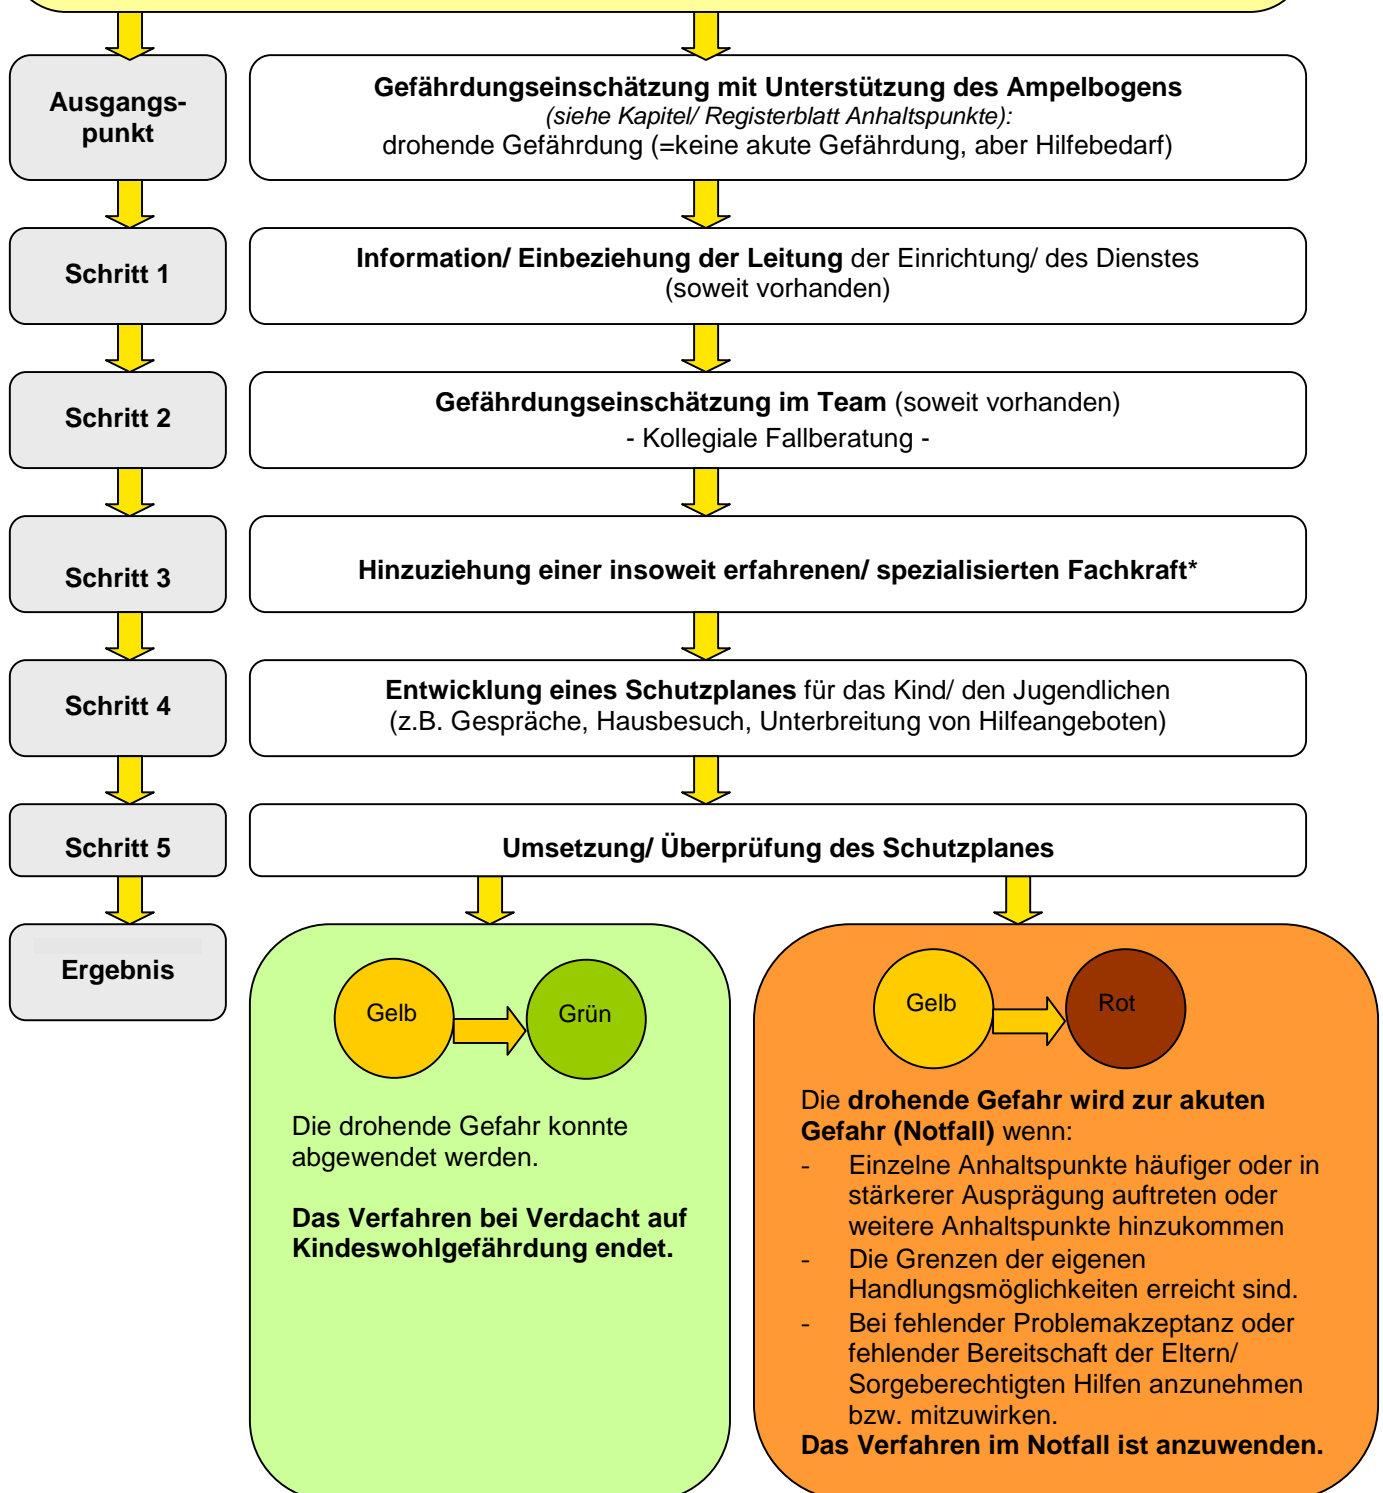 Ausgangs-
punkt
Gefährdungseinschätzung mit Unterstützung des Ampelbogens
(siehe Kapitel/ Registerblatt Anhaltspunkte):
drohende Gefährdung (=keine akute Gefährdung, aber Hilfebedarf)
Schritt 1
Information/ Einbeziehung der Leitung der Einrichtung/ des Dienstes
(soweit vorhanden)
Schritt 2
Gefährdungseinschätzung im Team (soweit vorhanden)
- Kollegiale Fallberatung -
Schritt 3
Hinzuziehung einer insoweit erfahrenen/ spezialisierten Fachkraft*
Schritt 4
Entwicklung eines Schutzplanes für das Kind/ den Jugendlichen
(z.B. Gespräche, Hausbesuch, Unterbreitung von Hilfeangeboten)
Schritt 5
Umsetzung/ Überprüfung des Schutzplanes
Ergebnis
Gelb
Grün
Die drohende Gefahr konnte
abgewendet werden.
Das Verfahren bei Verdacht auf
Kindeswohlgefährdung endet.
Gelb
Rot
Die drohende Gefahr wird zur akuten
Gefahr (Notfall) wenn:
- Einzelne Anhaltspunkte häufiger oder in
stärkerer Ausprägung auftreten oder
weitere Anhaltspunkte hinzukommen
- Die Grenzen der eigenen
Handlungsmöglichkeiten erreicht sind.
- Bei fehlender Problemakzeptanz oder
fehlender Bereitschaft der Eltern/
Sorgeberechtigten Hilfen anzunehmen
bzw. mitzuwirken.
Das Verfahren im Notfall ist anzuwenden.